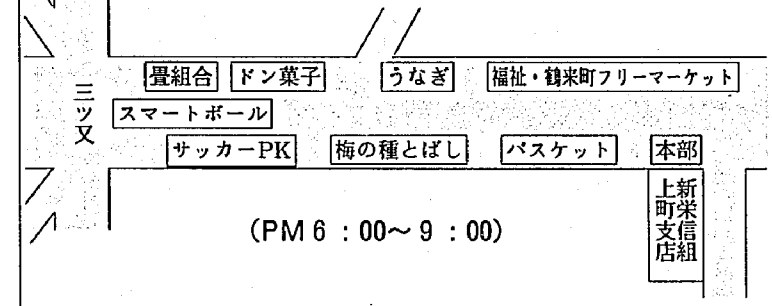 畳組合
ドン菓子
うなぎ
福祉・鶴来町フリーマーケット
三ツ又
スマートボール
サッカーPK
梅の種とばし
バスケット
本部
新栄信組
上町支店
(PM6:00～9:00)